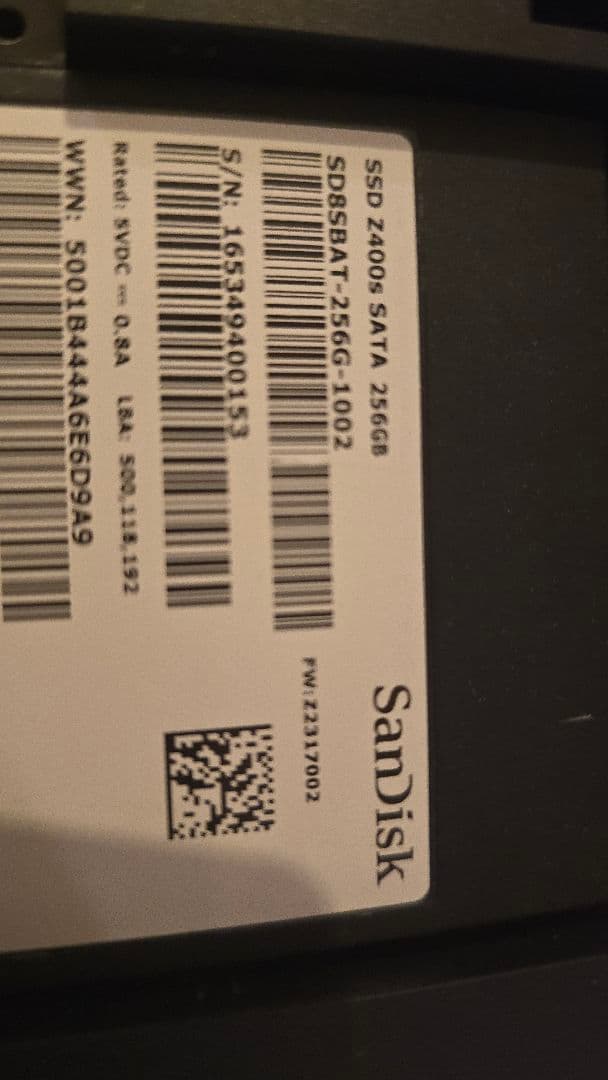 SSD Z400s SATA 256GB
SanDisk
SD8SBAT-256G-1002
FW:Z2317002
S/N: 165349400153
Rated: 5VDC ⎓ 0.8A LBA: 500,118,192
WWN: 5001B444A6E6D9A9